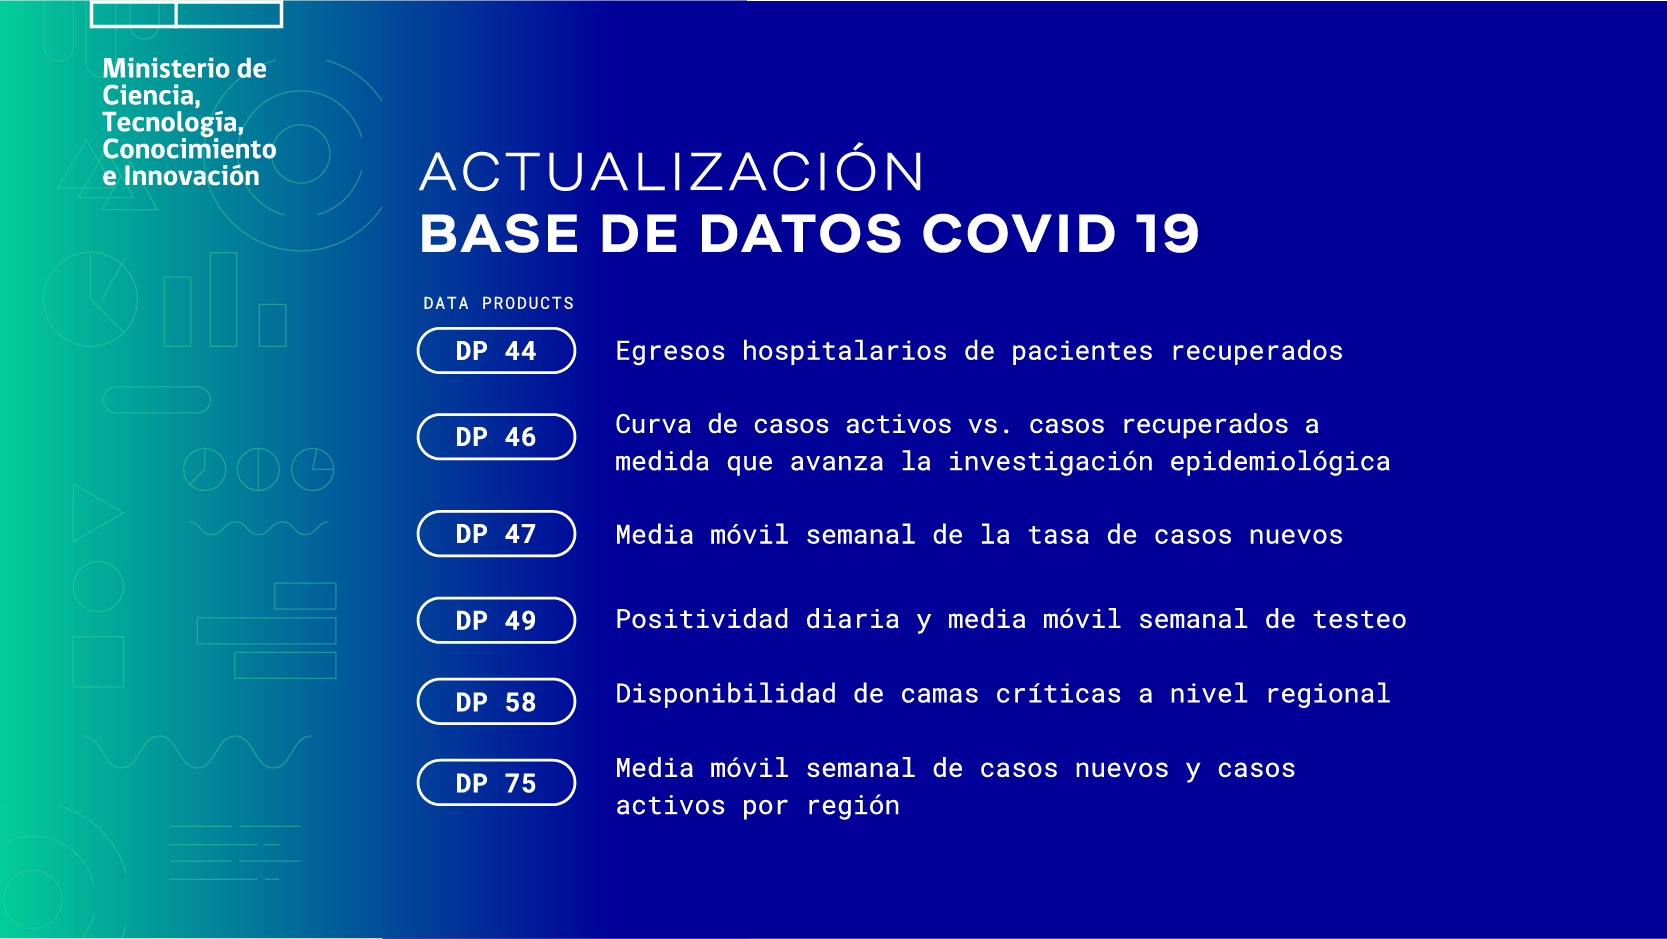 Ministerio de
Ciencia,
Tecnología,
Conocimiento
e Innovación
ACTUALIZACIÓN
BASE DE DATOS COVID 19
DATA PRODUCTS
DP 44
Egresos hospitalarios de pacientes recuperados
DP 46
Curva de casos activos vs. casos recuperados a
medida que avanza la investigación epidemiológica
DP 47
Media móvil semanal de la tasa de casos nuevos
DP 49
Positividad diaria y media móvil semanal de testeo
DP 58
Disponibilidad de camas críticas a nivel regional
DP 75
Media móvil semanal de casos nuevos y casos
activos por región